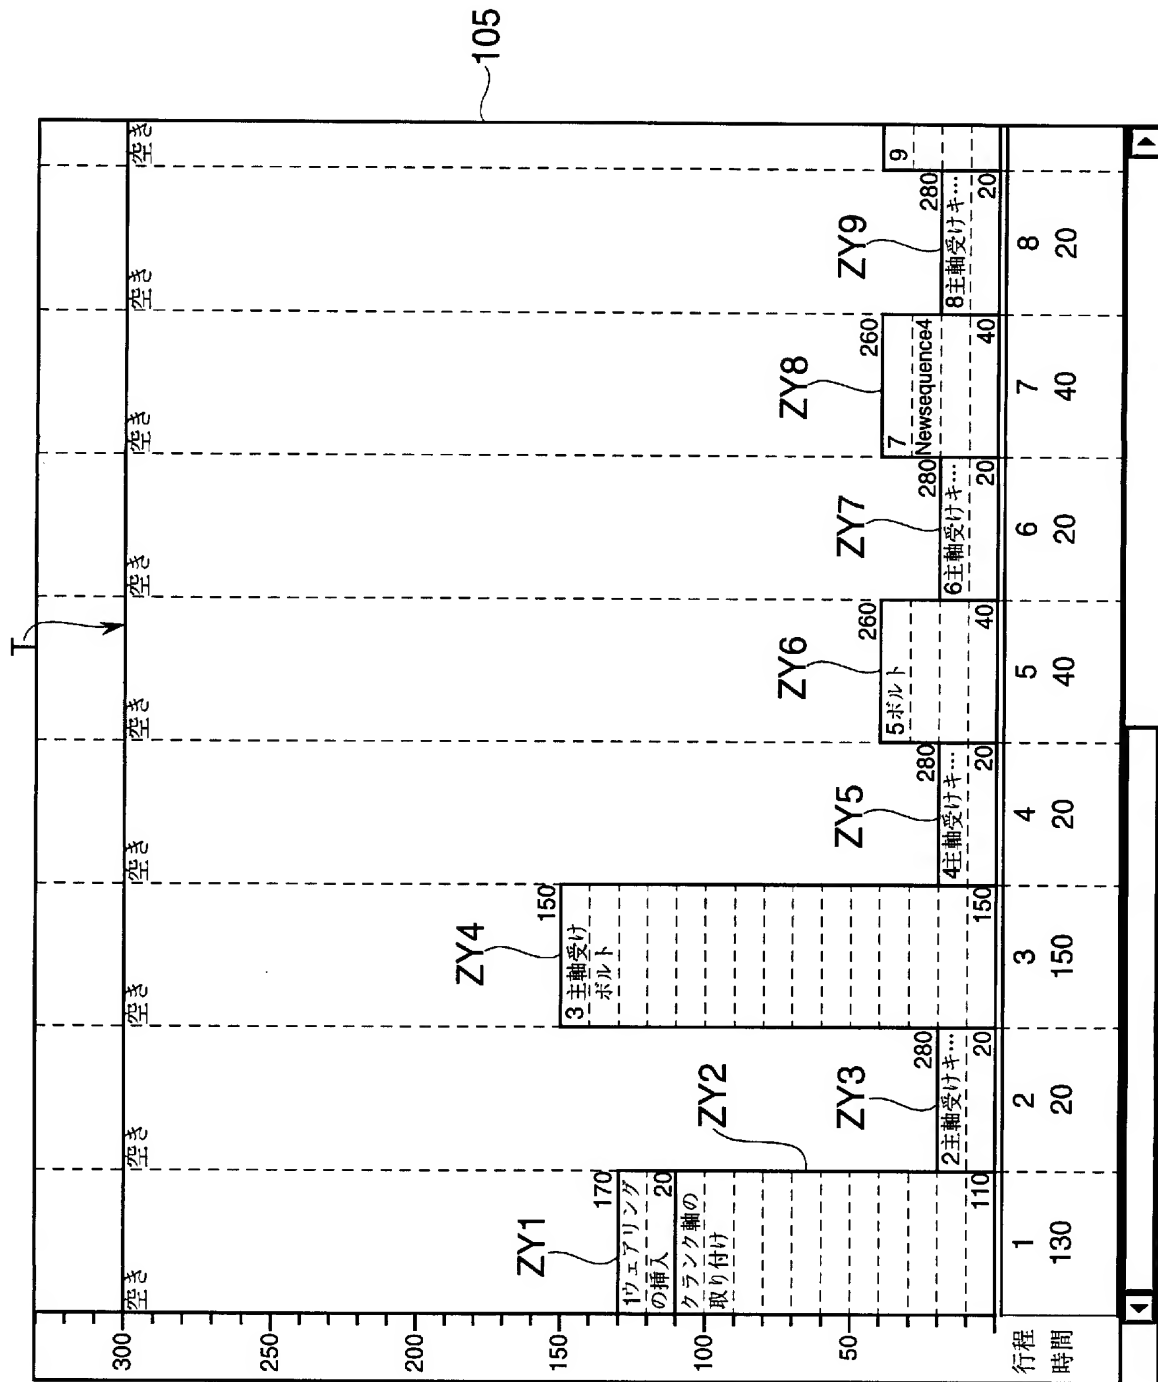 105
T
300
250
200
150
100
50
空き
空き
空き
空き
空き
空き
空き
空き
空き
ZY1
170
1ウェアリング
の挿入
20
ZY2
クランク軸の
取り付け
110
ZY3
280
2主軸受けキ…
20
ZY4
150
3主軸受け
ボルト
150
ZY5
280
4主軸受けキ…
20
ZY6
260
5ボルト
40
ZY7
280
6主軸受けキ…
20
ZY8
260
7
Newsequence4
40
ZY9
280
8主軸受けキ…
20
9
行程 1 2 3 4 5 6 7 8
時間 130 20 150 20 40 20 40 20